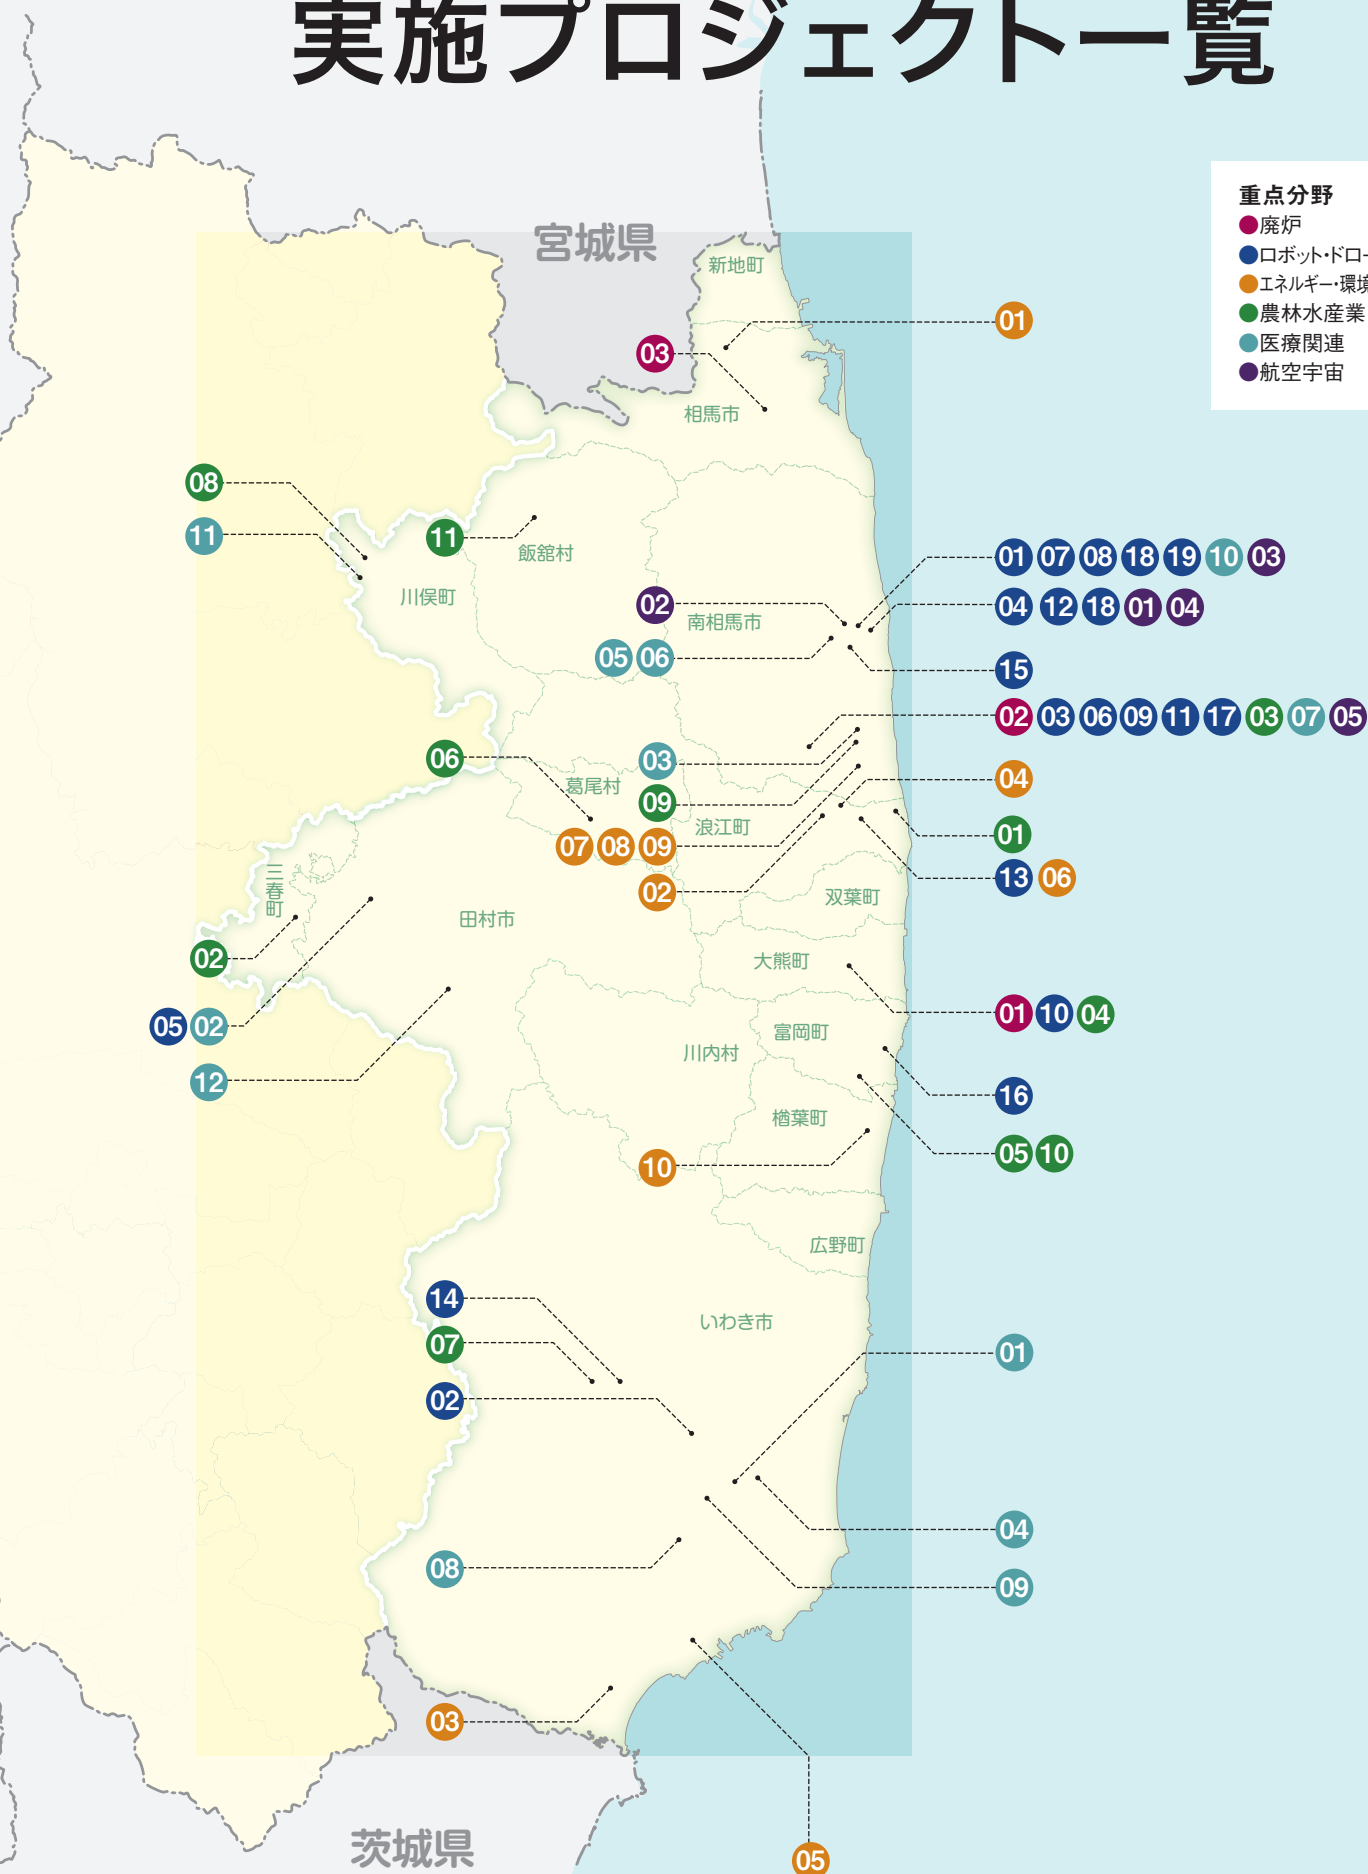 実施プロジェクト一覧
重点分野
廃炉
ロボット・ドロー
エネルギー・環境
農林水産業
医療関連
航空宇宙
宮城県
新地町
01
03
相馬市
08
11
11
飯舘村
川俣町
01 07 08 18 19 10 03
02
04 12 18 01 04
南相馬市
05 06
15
02 03 06 09 11 17 03 07 05
06
03
04
葛尾村
09
浪江町
01
07 08 09
13 06
02
双葉町
三春町
田村市
02
大熊町
01 10 04
05 02
富岡町
川内村
12
16
楢葉町
05 10
10
広野町
14
いわき市
07
01
02
04
08
09
03
茨城県
05